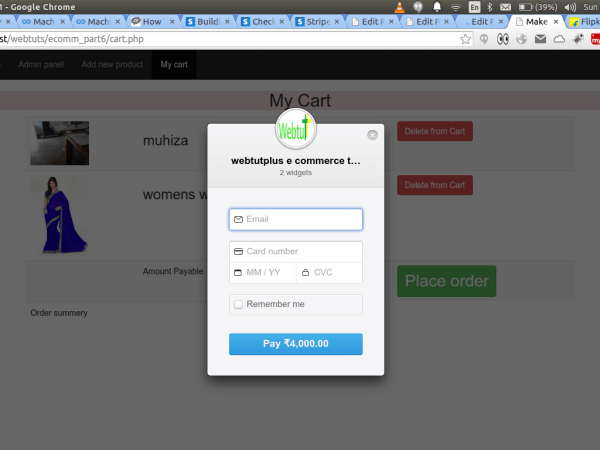 1 - Google Chrome
En
(39%)
Sun
Mach
Mach
How
Buildi
Check
Stripe
Edit F
Edit P
Edit F
Make
Flipk
st/webtuts/ecomm_part6/cart.php
Admin panel
Add new product
My cart
My Cart
Webtut
muhiza
Delete from Cart
webtutplus e commerce t...
2 widgets
womens w
Delete from Cart
Email
Card number
MM / YY
CVC
Amount Payable
Place order
Remember me
Order summery
Pay ₹4,000.00